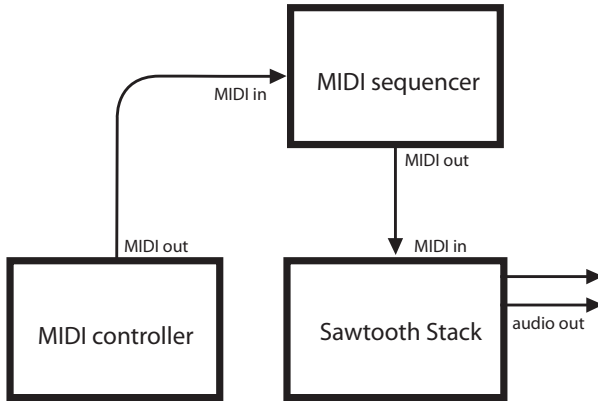 MIDI sequencer
MIDI in
MIDI out
MIDI out
MIDI in
MIDI controller
Sawtooth Stack
audio out